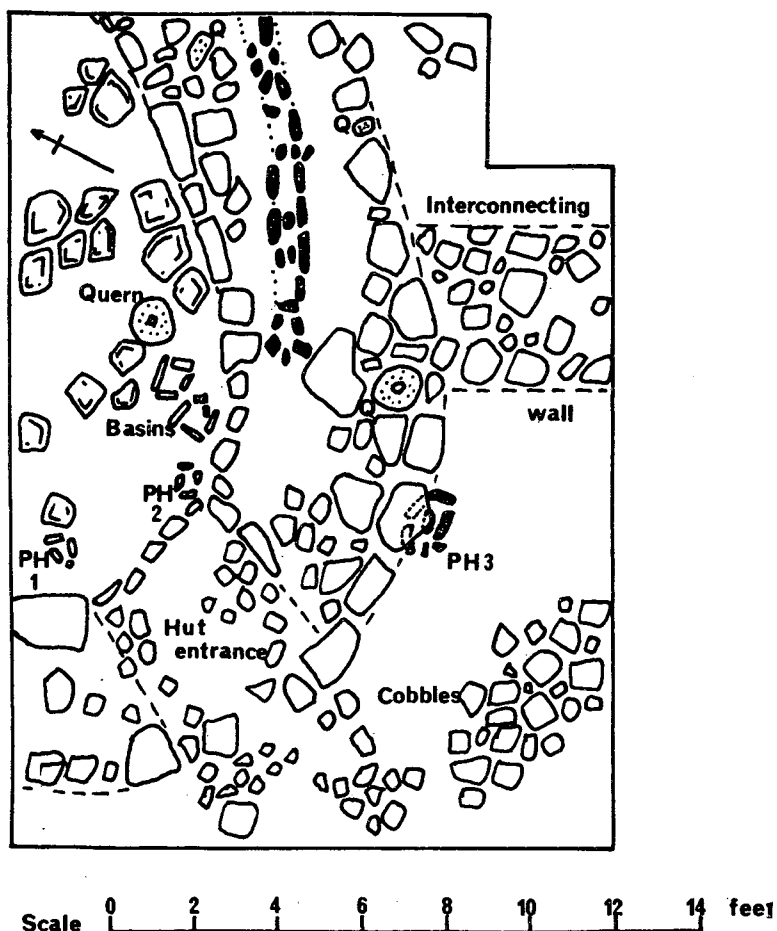 Q
Q
Interconnecting
Quern
wall
Q
Basins
PH
2
PH
1
PH3
Hut
entrance
Cobbles
Scale 0 2 4 6 8 10 12 14 feet